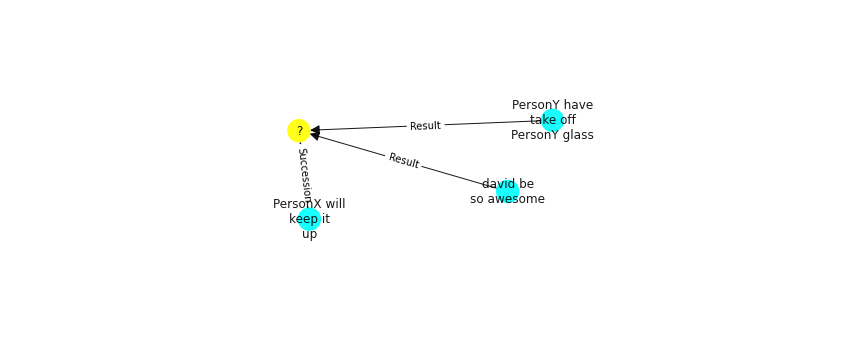 PersonY have
take off
PersonY glass
Result
?
Result
Succession
david be
so awesome
PersonX will
keep it
up